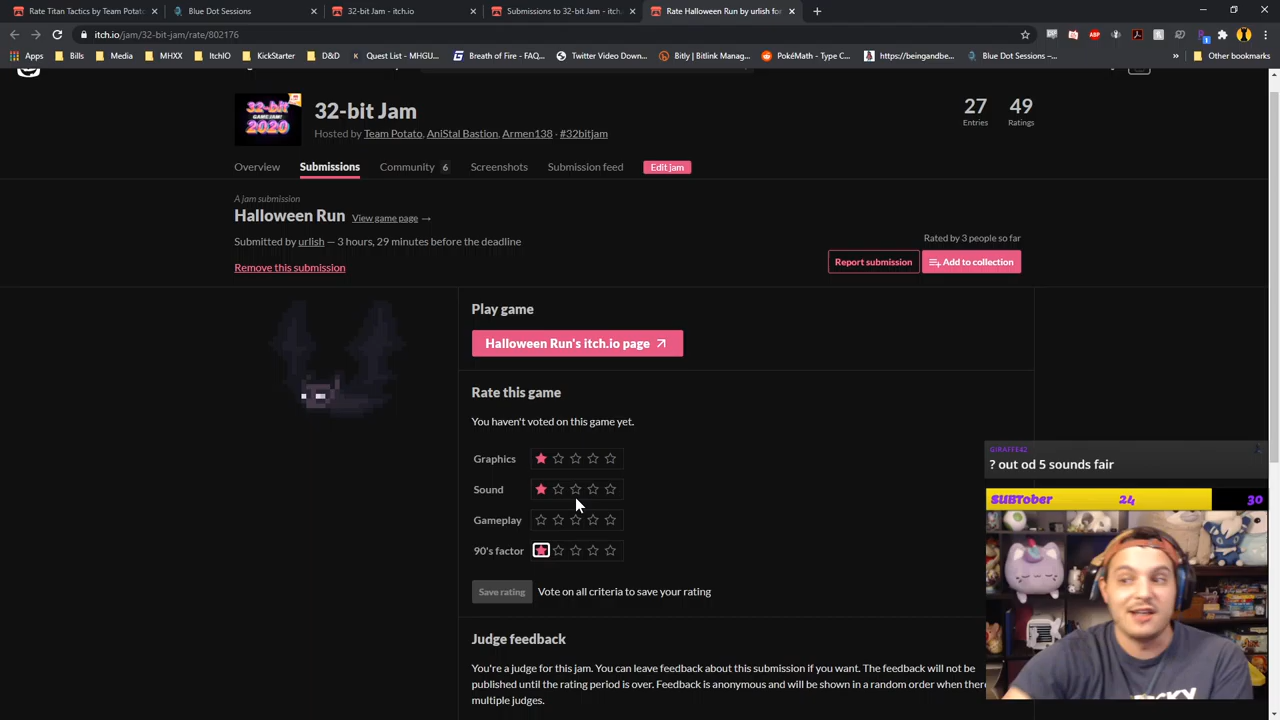 Rate Titan Tactics by Team Potato
Blue Dot Sessions
32-bit Jam - itch.io
Submissions to 32-bit Jam - itch.
Rate Halloween Run by urlish for
itch.io/jam/32-bit-jam/rate/802176
Apps
Bills
Media
MHXX
ItchIO
KickStarter
D&D
Quest List - MHGU...
Breath of Fire - FAQ...
Twitter Video Down...
Bitly | Bitlink Manag...
PokéMath - Type C...
https://beingandbe...
Blue Dot Sessions –...
Other bookmarks
32-bit
GAMEJAM!
2020
32-bit Jam
Hosted by Team Potato, AniStal Bastion, Armen138 · #32bitjam
27
Entries
49
Ratings
Overview
Submissions
Community 6
Screenshots
Submission feed
Edit jam
A jam submission
Halloween Run View game page →
Submitted by urlish — 3 hours, 29 minutes before the deadline
Rated by 3 people so far
Remove this submission
Report submission
Add to collection
Play game
Halloween Run's itch.io page
Rate this game
You haven't voted on this game yet.
Graphics
Sound
Gameplay
90's factor
Save rating
Vote on all criteria to save your rating
Judge feedback
You're a judge for this jam. You can leave feedback about this submission if you want. The feedback will not be
published until the rating period is over. Feedback is anonymous and will be shown in a random order when there
multiple judges.
GIRAFFE42
? out od 5 sounds fair
SUBTober
24
30